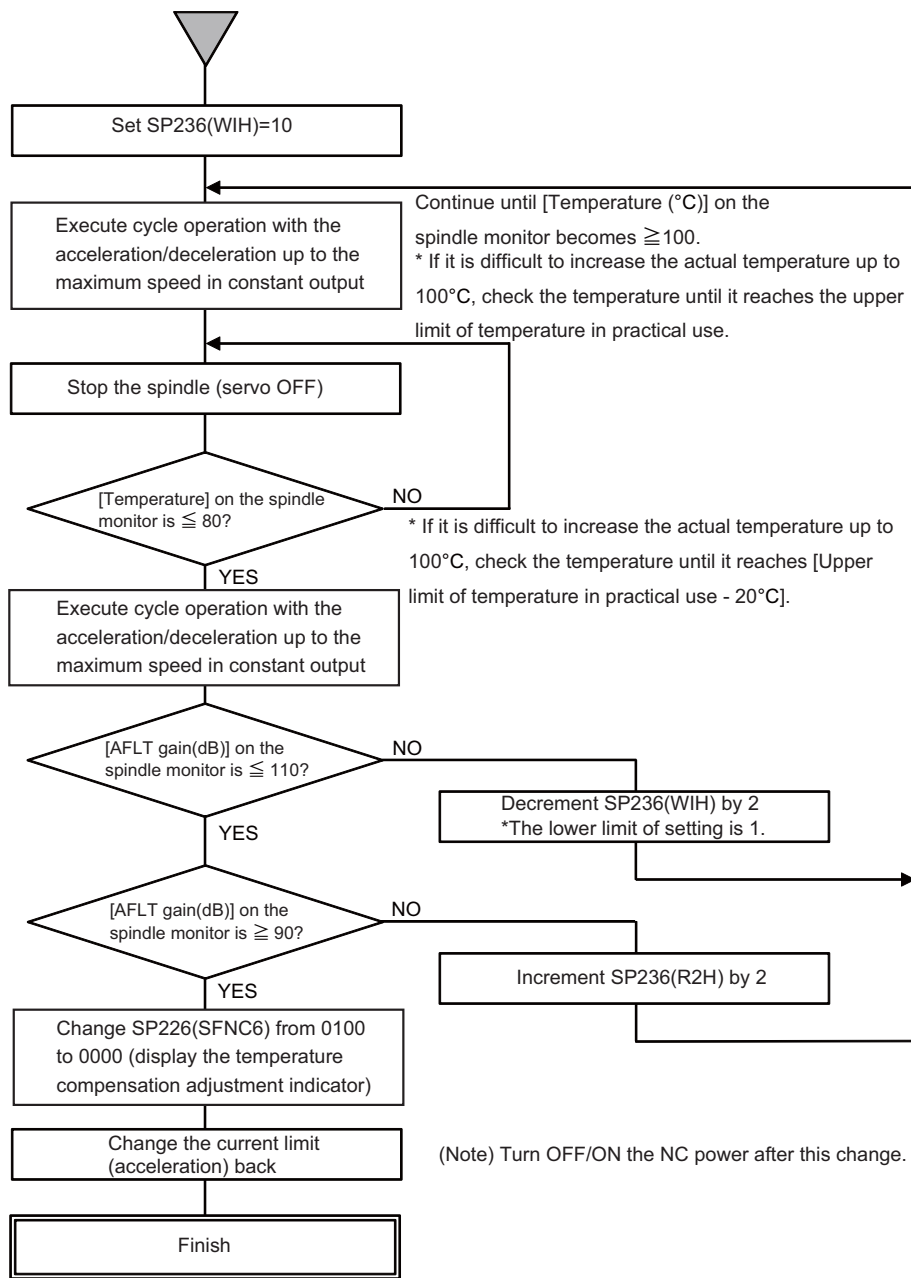 Set SP236(WIH)=10
Execute cycle operation with the
acceleration/deceleration up to the
maximum speed in constant output
Continue until [Temperature (°C)] on the
spindle monitor becomes ≧100.
* If it is difficult to increase the actual temperature up to
100°C, check the temperature until it reaches the upper
limit of temperature in practical use.
Stop the spindle (servo OFF)
[Temperature] on the spindle
monitor is ≦ 80?
NO
* If it is difficult to increase the actual temperature up to
100°C, check the temperature until it reaches [Upper
limit of temperature in practical use - 20°C].
YES
Execute cycle operation with the
acceleration/deceleration up to the
maximum speed in constant output
[AFLT gain(dB)] on the
spindle monitor is ≦ 110?
NO
Decrement SP236(WIH) by 2
*The lower limit of setting is 1.
YES
[AFLT gain(dB)] on the
spindle monitor is ≧ 90?
NO
Increment SP236(R2H) by 2
YES
Change SP226(SFNC6) from 0100
to 0000 (display the temperature
compensation adjustment indicator)
Change the current limit
(acceleration) back
(Note) Turn OFF/ON the NC power after this change.
Finish